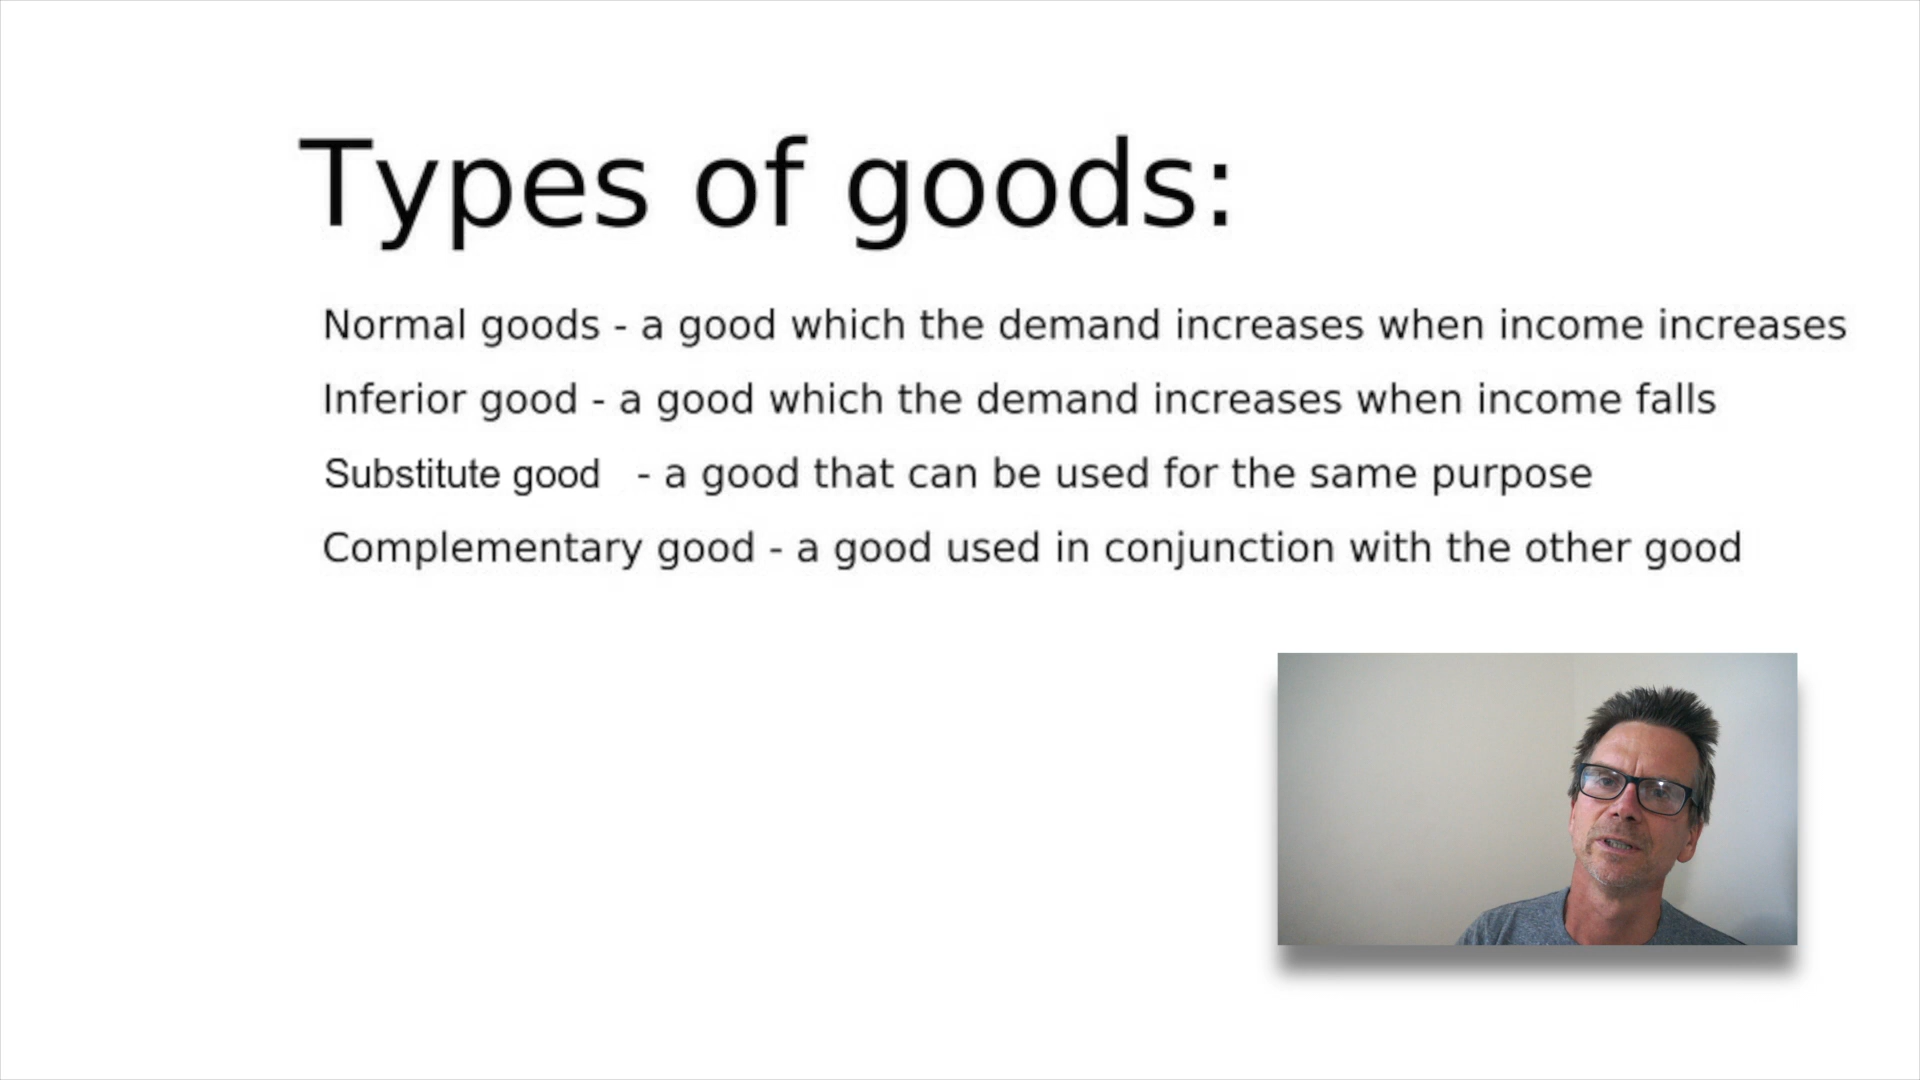 Types of goods:
Normal goods - a good which the demand increases when income increases
Inferior good - a good which the demand increases when income falls
Substitute good - a good that can be used for the same purpose
Complementary good - a good used in conjunction with the other good